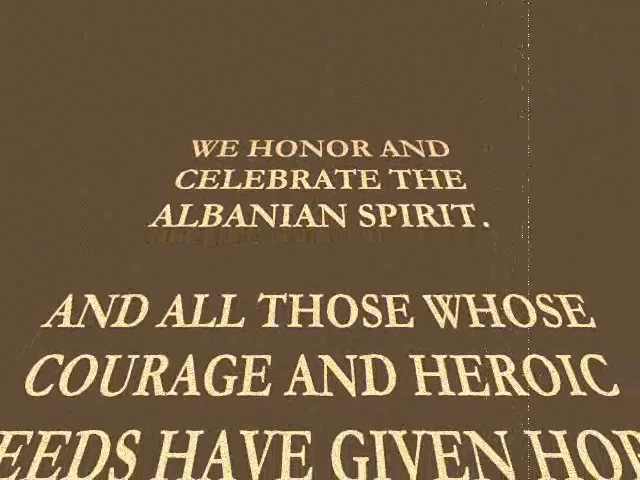 WE HONOR AND
CELEBRATE THE
ALBANIAN SPIRIT.
AND ALL THOSE WHOSE
COURAGE AND HEROIC
HAVE GIVEN